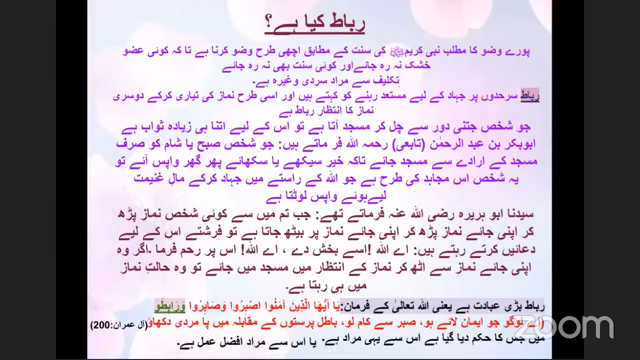 رباط کیا ہے؟
پورے وضو کا مطلب نبی کریمﷺ کی سنت کے مطابق اچھی طرح وضو کرنا ہے تا کہ کوئی عضو
خشک نہ رہ جائےاور کوئی سنت بھی نہ رہ جائے
تکلیف سے مراد سردی وغیرہ ہے۔
رباط سرحدوں پر جہاد کے لیے مستعد رہنے کو کہتے ہیں اور اسی طرح نماز کی تیاری کرکے دوسری
نماز کا انتظار رباط ہے
جو شخص جتنی دور سے چل کر مسجد آتا ہے تو اس کے لیے اتنا ہی زیادہ ثواب ہے
ابوبکر بن عبد الرحمٰن (تابعی) رحمہ اللہ فر ماتے ہیں: جو شخص صبح یا شام کو صرف
مسجد کے ارادے سے مسجد جائے تاکہ خیر سیکھے یا سکھائے پھر گھر واپس آئے تو
یہ شخص اس مجاہد کی طرح ہے جو اللہ کے راستے میں جہاد کرکے مال غنیمت
لیےہوئے واپس لوٹتا ہے
سیدنا ابو ہریرہ رضی اللہ عنہ فرماتے تھے: جب تم میں سے کوئی شخص نماز پڑھ
کر اپنی جائے نماز پڑھ کر اپنی جائے نماز پر بیٹھ جاتا ہے تو فرشتے اس کے لیے
دعائیں کرتے رہتے ہیں: اے اللہ !اسے بخش دے ، اے اللہ! اس پر رحم فرما ،اگر وہ
اپنی جائے نماز سے اٹھ کر نماز کے انتظار میں مسجد میں جائے تو وہ حالتِ نماز
میں ہی رہتا ہے۔
رباط بڑی عبادت ہے یعنی اللہ تعالیٰ کے فرمان: يَا أَيُّهَا الَّذِينَ آمَنُوا اصْبِرُوا وَصَابِرُوا وَرَابِطُو
(اے لوگو جو ایمان لائے ہو، صبر سے کام لو، باطل پرستوں کے مقابلہ میں پا مردی دکھاؤ(آل عمران:200)
میں جس کا حکم دیا گیا ہے اس سے یہی مراد ہے۔ یا اس سے مراد افضل عمل ہے۔
zoom